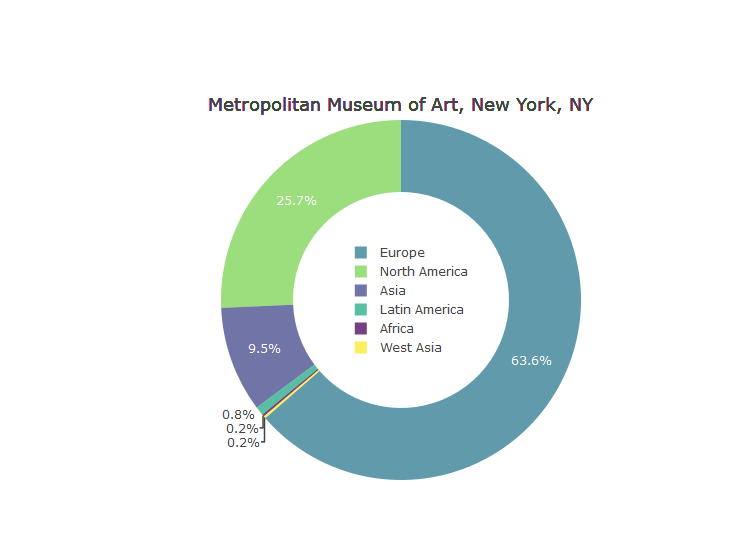 Metropolitan Museum of Art, New York, NY
25.7%
Europe
North America
Asia
Latin America
Africa
West Asia
9.5%
63.6%
0.8%
0.2%
0.2%